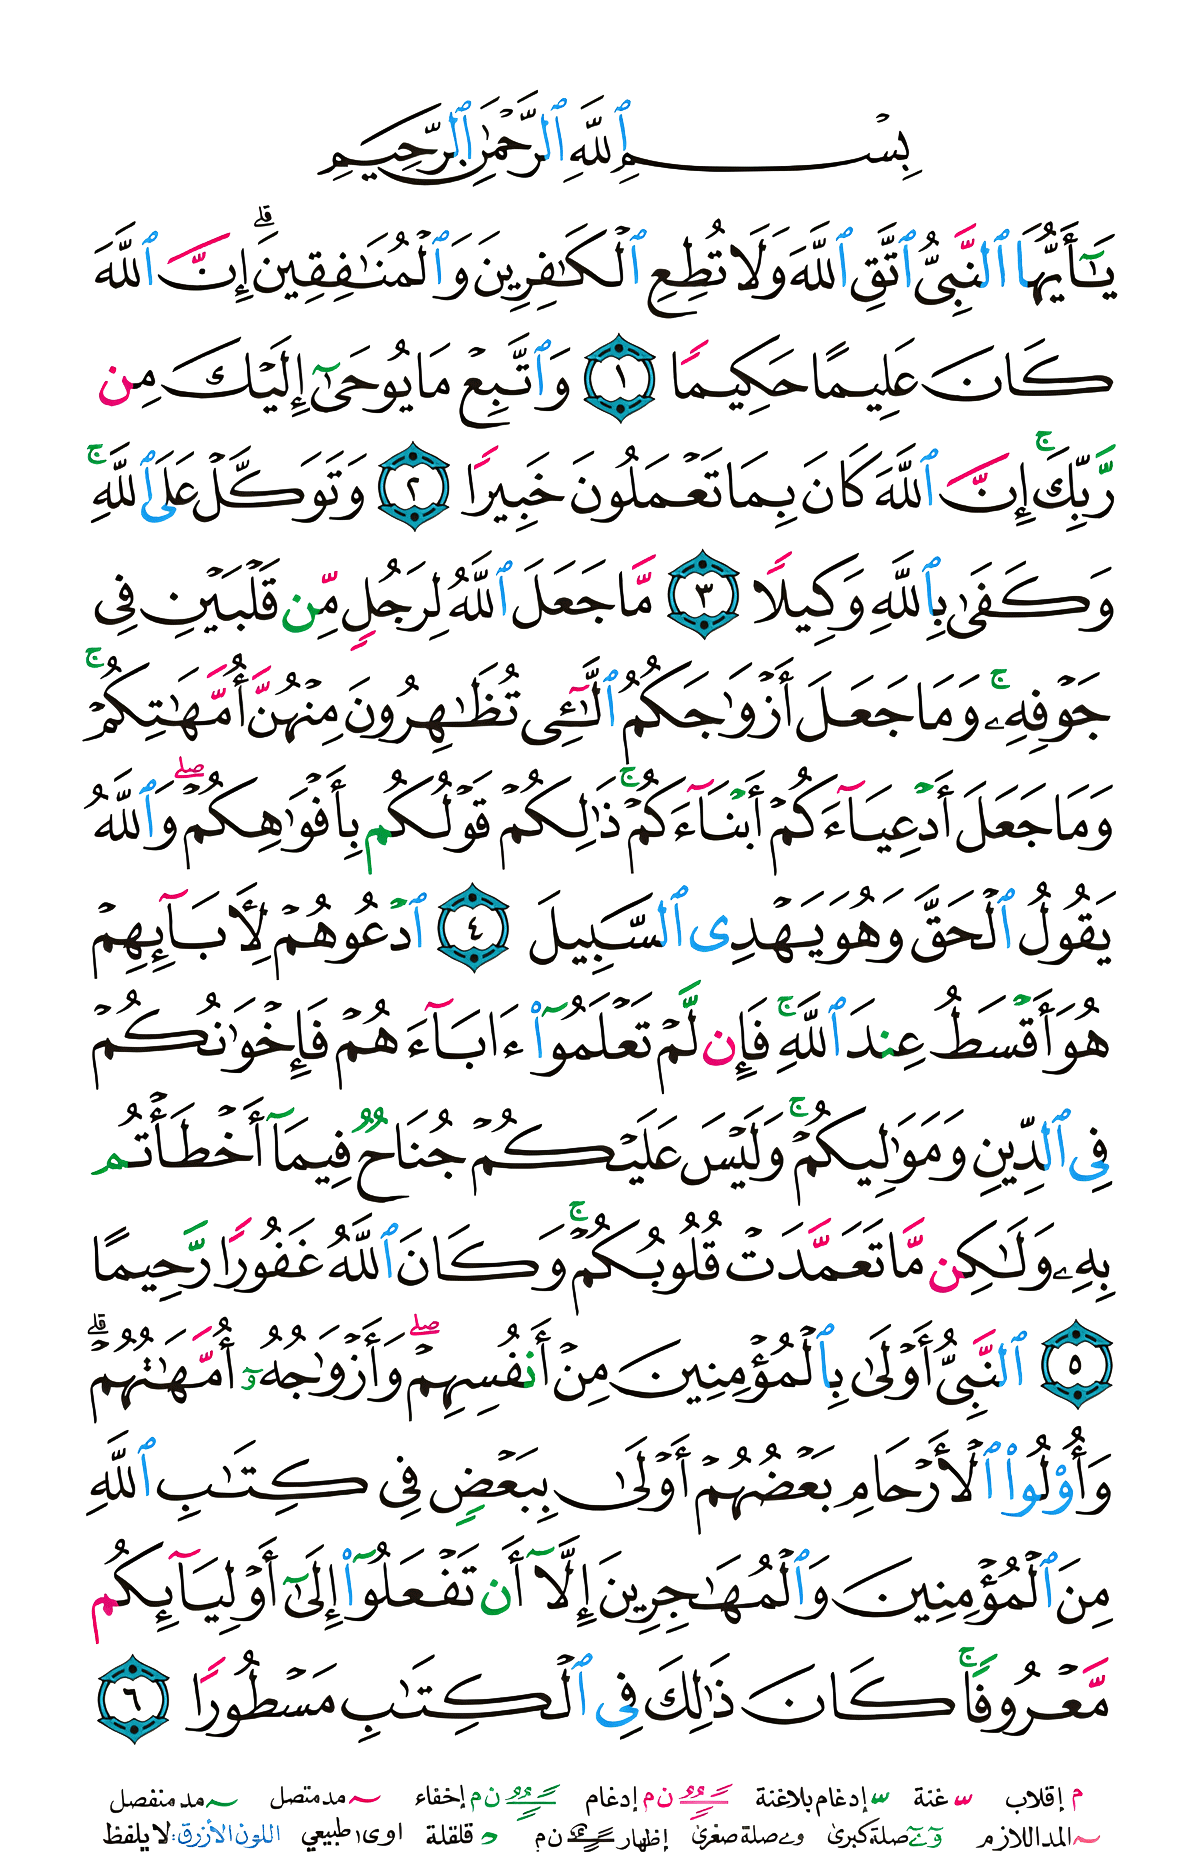 بِسْمِ ٱللَّهِ ٱلرَّحْمَٰنِ ٱلرَّحِيمِ
يَٰٓأَيُّهَا ٱلنَّبِىُّ ٱتَّقِ ٱللَّهَ وَلَا تُطِعِ ٱلْكَٰفِرِينَ وَٱلْمُنَٰفِقِينَ ۗ إِنَّ ٱللَّهَ
كَانَ عَلِيمًا حَكِيمًا ١ وَٱتَّبِعْ مَا يُوحَىٰٓ إِلَيْكَ مِن
رَّبِّكَ ۚ إِنَّ ٱللَّهَ كَانَ بِمَا تَعْمَلُونَ خَبِيرًا ٢ وَتَوَكَّلْ عَلَى ٱللَّهِ ۚ
وَكَفَىٰ بِٱللَّهِ وَكِيلًا ٣ مَّا جَعَلَ ٱللَّهُ لِرَجُلٍ مِّن قَلْبَيْنِ فِى
جَوْفِهِۦ ۚ وَمَا جَعَلَ أَزْوَٰجَكُمُ ٱلَّٰٓـِٔى تُظَٰهِرُونَ مِنْهُنَّ أُمَّهَٰتِكُمْ ۚ
وَمَا جَعَلَ أَدْعِيَآءَكُمْ أَبْنَآءَكُمْ ۚ ذَٰلِكُمْ قَوْلُكُم بِأَفْوَٰهِكُمْ ۖ وَٱللَّهُ
يَقُولُ ٱلْحَقَّ وَهُوَ يَهْدِى ٱلسَّبِيلَ ٤ ٱدْعُوهُمْ لِأَبَآئِهِمْ
هُوَ أَقْسَطُ عِندَ ٱللَّهِ ۚ فَإِن لَّمْ تَعْلَمُوٓا۟ ءَابَآءَهُمْ فَإِخْوَٰنُكُمْ
فِى ٱلدِّينِ وَمَوَٰلِيكُمْ ۚ وَلَيْسَ عَلَيْكُمْ جُنَاحٌ فِيمَآ أَخْطَأْتُم
بِهِۦ وَلَٰكِن مَّا تَعَمَّدَتْ قُلُوبُكُمْ ۚ وَكَانَ ٱللَّهُ غَفُورًا رَّحِيمًا
٥ ٱلنَّبِىُّ أَوْلَىٰ بِٱلْمُؤْمِنِينَ مِنْ أَنفُسِهِمْ ۖ وَأَزْوَٰجُهُۥٓ أُمَّهَٰتُهُمْ ۗ
وَأُو۟لُوا۟ ٱلْأَرْحَامِ بَعْضُهُمْ أَوْلَىٰ بِبَعْضٍ فِى كِتَٰبِ ٱللَّهِ
مِنَ ٱلْمُؤْمِنِينَ وَٱلْمُهَٰجِرِينَ إِلَّآ أَن تَفْعَلُوٓا۟ إِلَىٰٓ أَوْلِيَآئِكُم
مَّعْرُوفًا ۚ كَانَ ذَٰلِكَ فِى ٱلْكِتَٰبِ مَسْطُورًا ٦
م إقلاب غنة إدغام بلاغنة ن م إدغام ن م إخفاء مد متصل مد منفصل
المد اللازم صلة كبرى و ے صلة صغرى إظهار ن م قلقلة ا و ى طبيعي اللون الأزرق: لا يلفظ